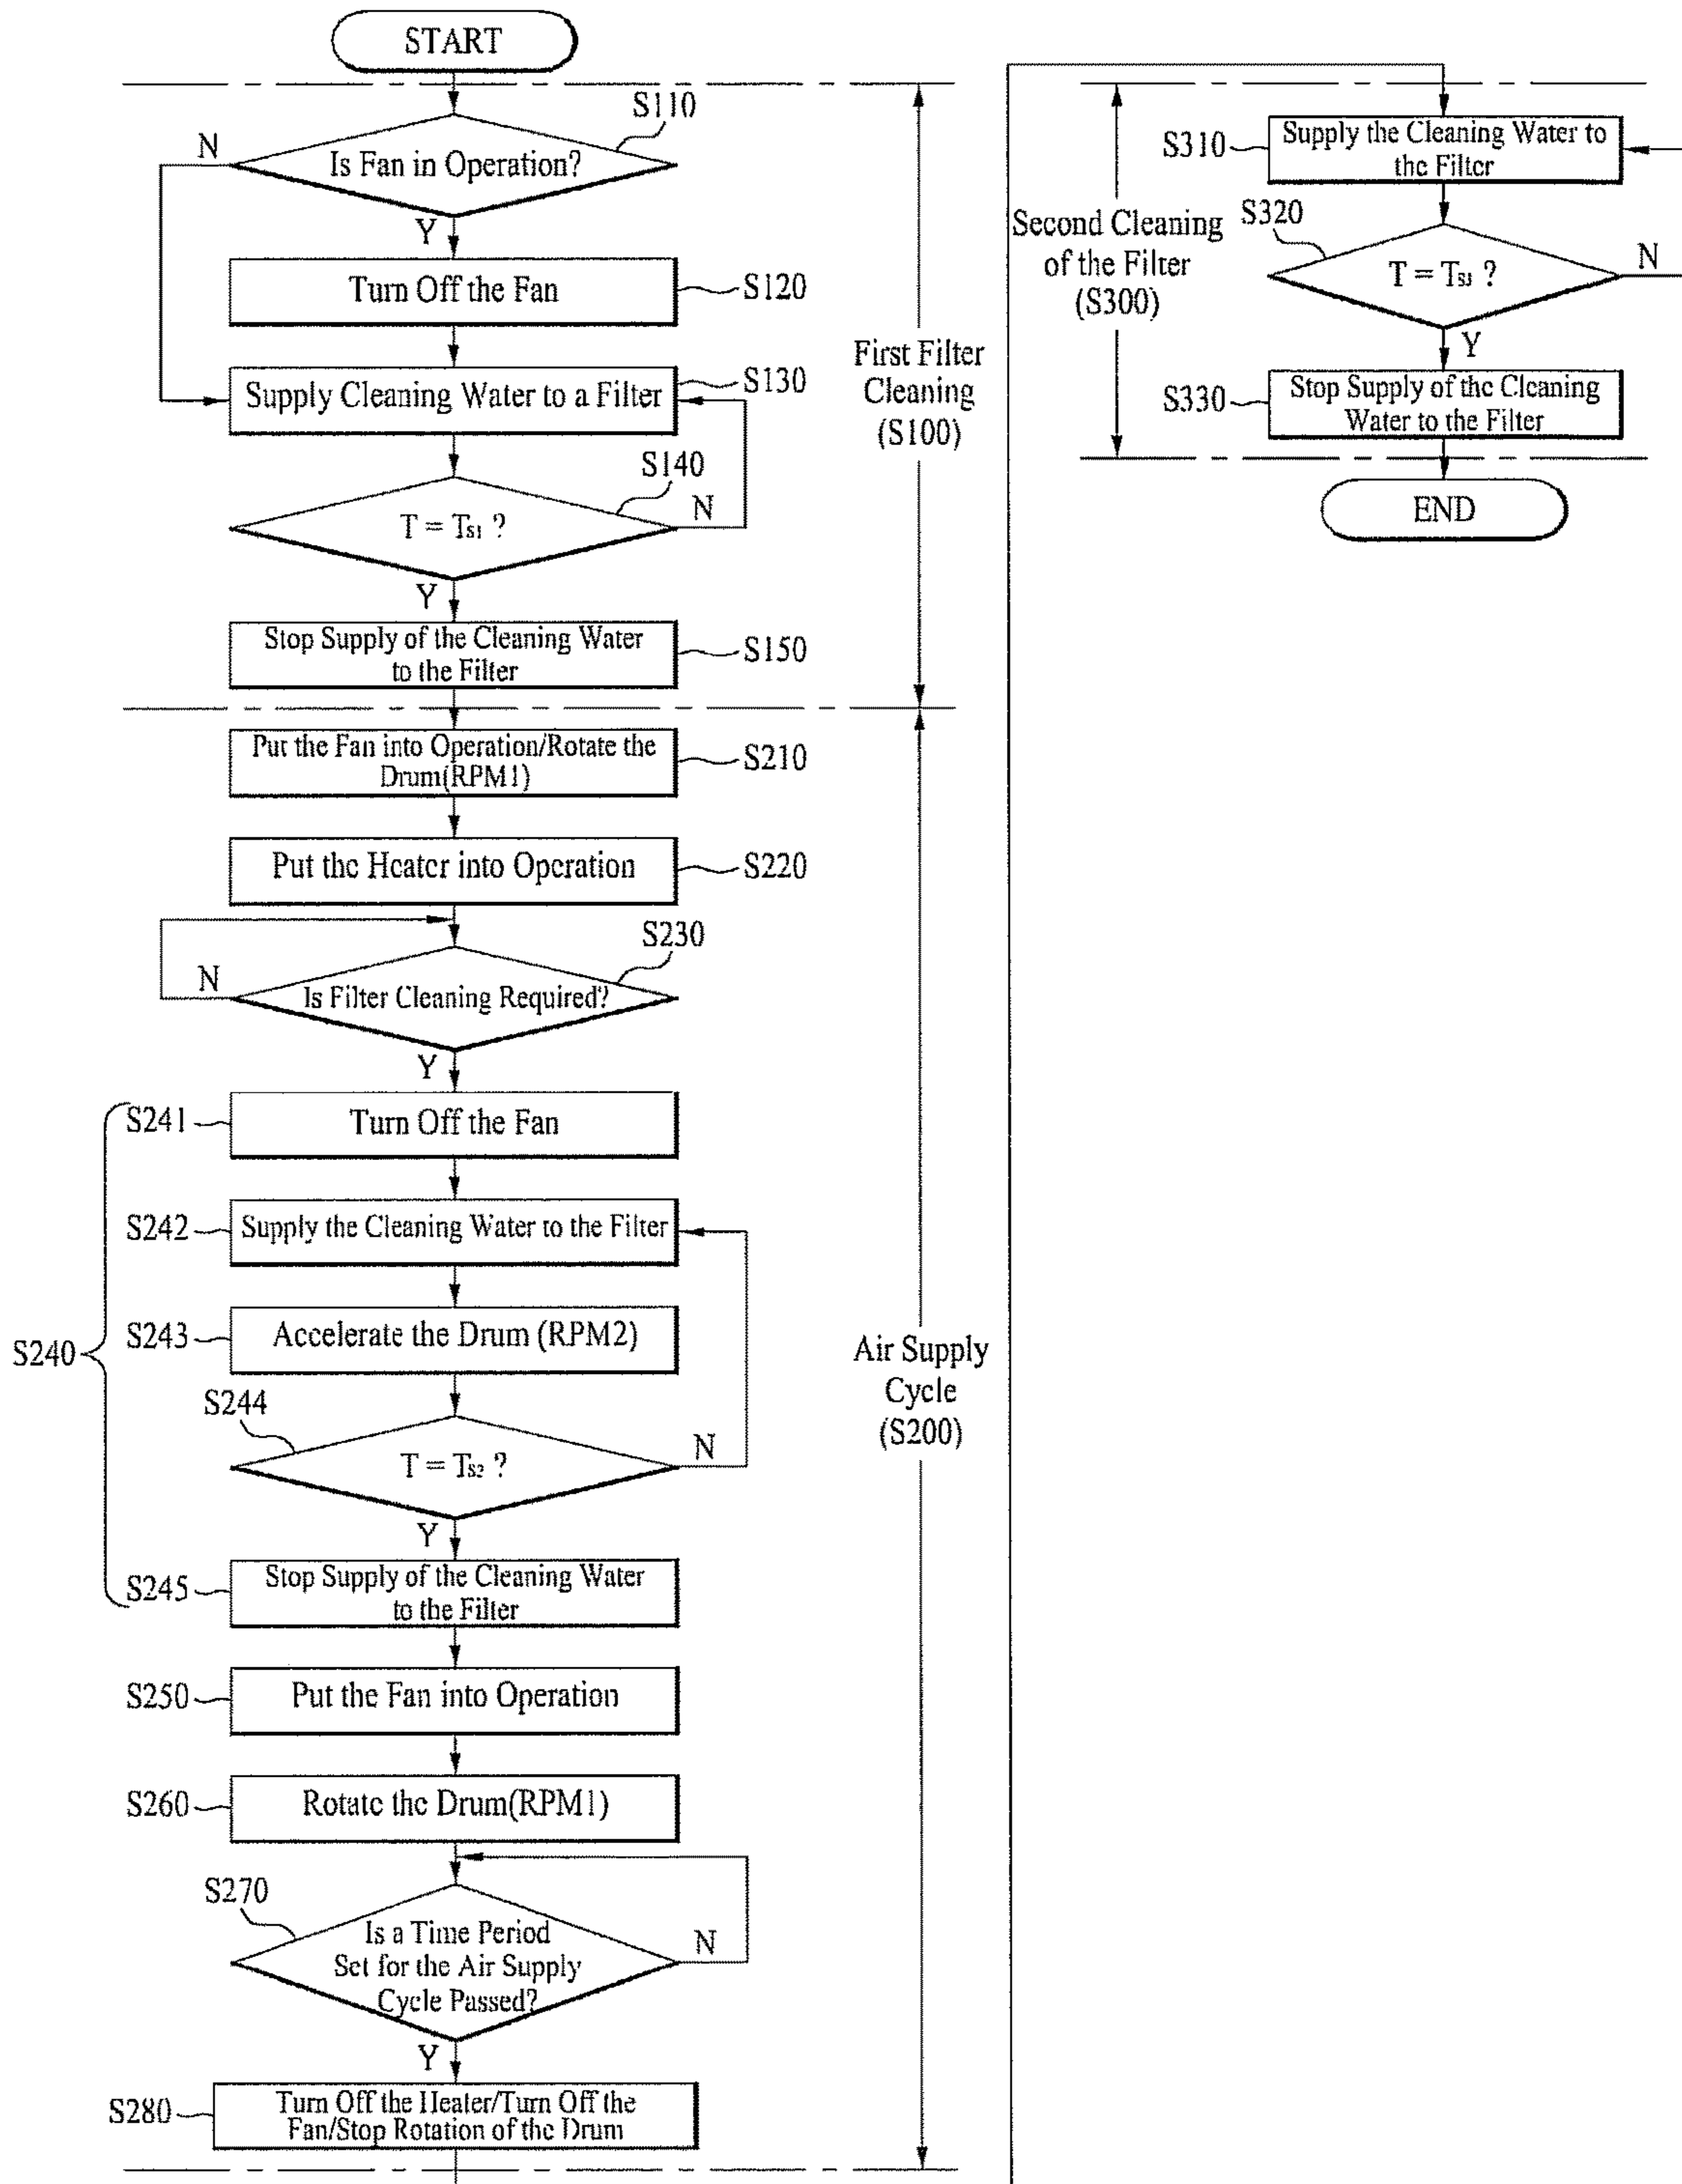 START
S110
N
Is Fan in Operation?
Y
Turn Off the Fan
S120
Supply Cleaning Water to a Filter
S130
First Filter
Cleaning
(S100)
S140
T = TS1 ?
N
Y
Stop Supply of the Cleaning Water
to the Filter
S150
Put the Fan into Operation/Rotate the
Drum(RPM1)
S210
Put the Heater into Operation
S220
S230
N
Is Filter Cleaning Required?
Y
S241
Turn Off the Fan
S242
Supply the Cleaning Water to the Filter
S243
Accelerate the Drum (RPM2)
S240
Air Supply
Cycle
(S200)
S244
T = TS2 ?
N
Y
S245
Stop Supply of the Cleaning Water
to the Filter
S250
Put the Fan into Operation
S260
Rotate the Drum(RPM1)
S270
Is a Time Period
Set for the Air Supply
Cycle Passed?
N
Y
S280
Turn Off the Heater/Turn Off the
Fan/Stop Rotation of the Drum
S310
Supply the Cleaning Water to
the Filter
Second Cleaning
of the Filter
(S300)
S320
T = TS3 ?
N
Y
S330
Stop Supply of the Cleaning
Water to the Filter
END